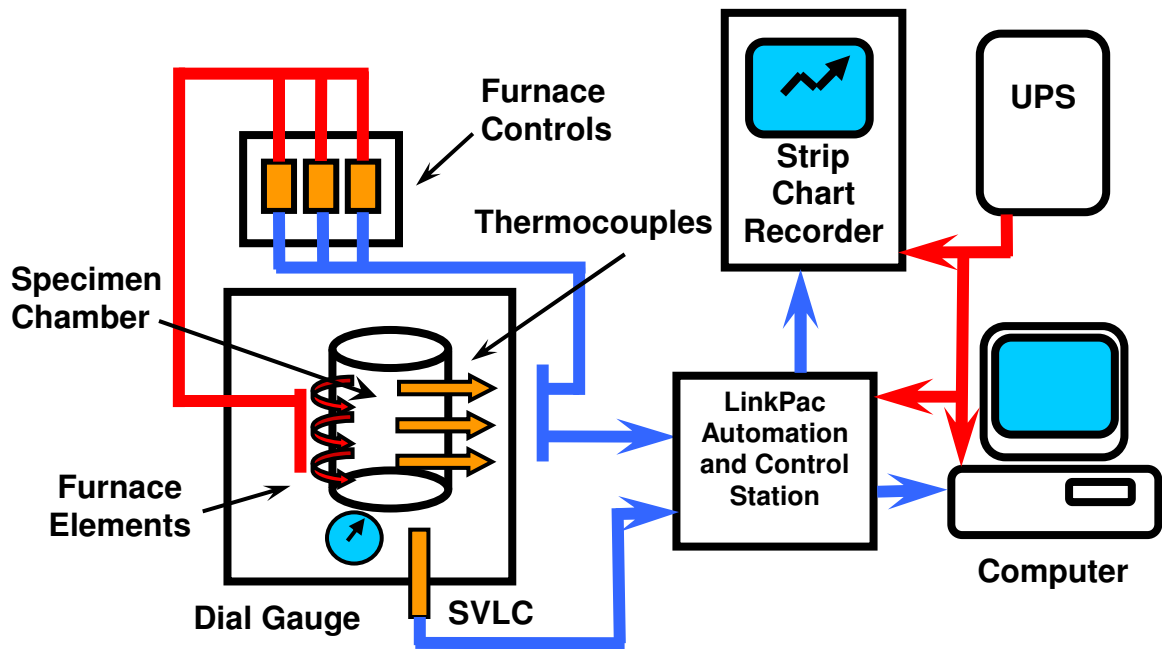 Furnace
Controls
Thermocouples
Specimen
Chamber
Furnace
Elements
Dial Gauge
SVLC
Strip
Chart
Recorder
UPS
LinkPac
Automation
and Control
Station
Computer